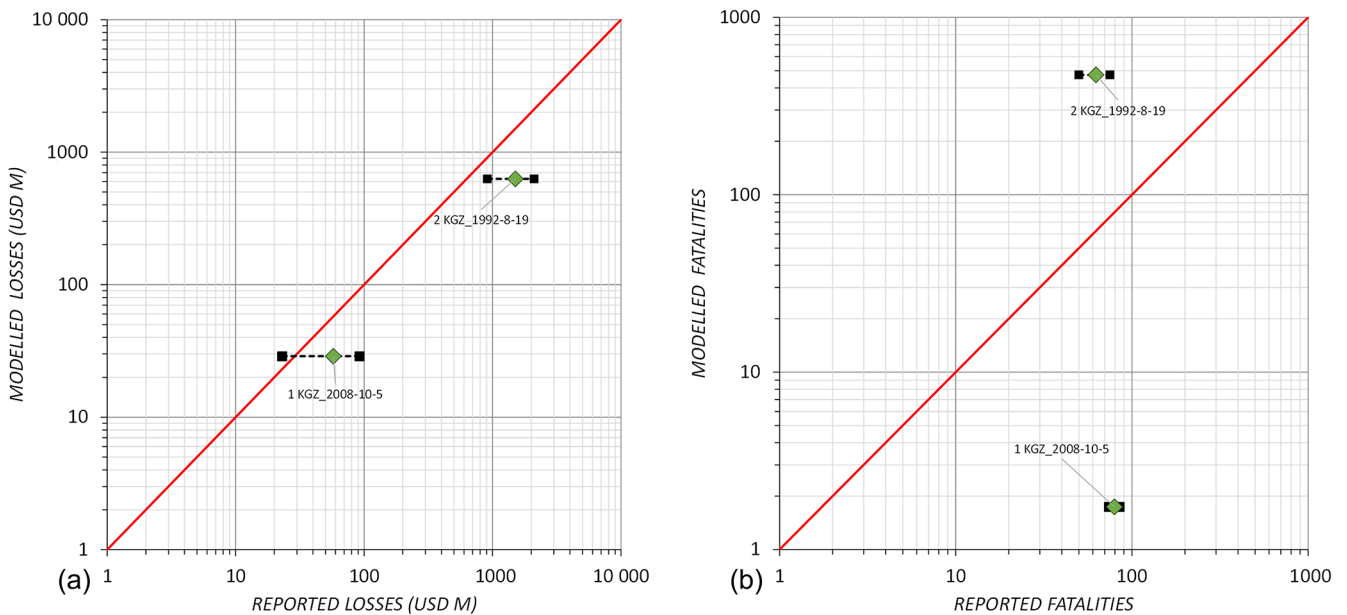 10 000
1000
100
10
1
MODELLED LOSSES (USD M)
2 KGZ_1992-8-19
1 KGZ_2008-10-5
1
10
100
1000
10 000
(a)
REPORTED LOSSES (USD M)
1000
100
10
1
MODELLED FATALITIES
2 KGZ_1992-8-19
1 KGZ_2008-10-5
1
10
100
1000
(b)
REPORTED FATALITIES